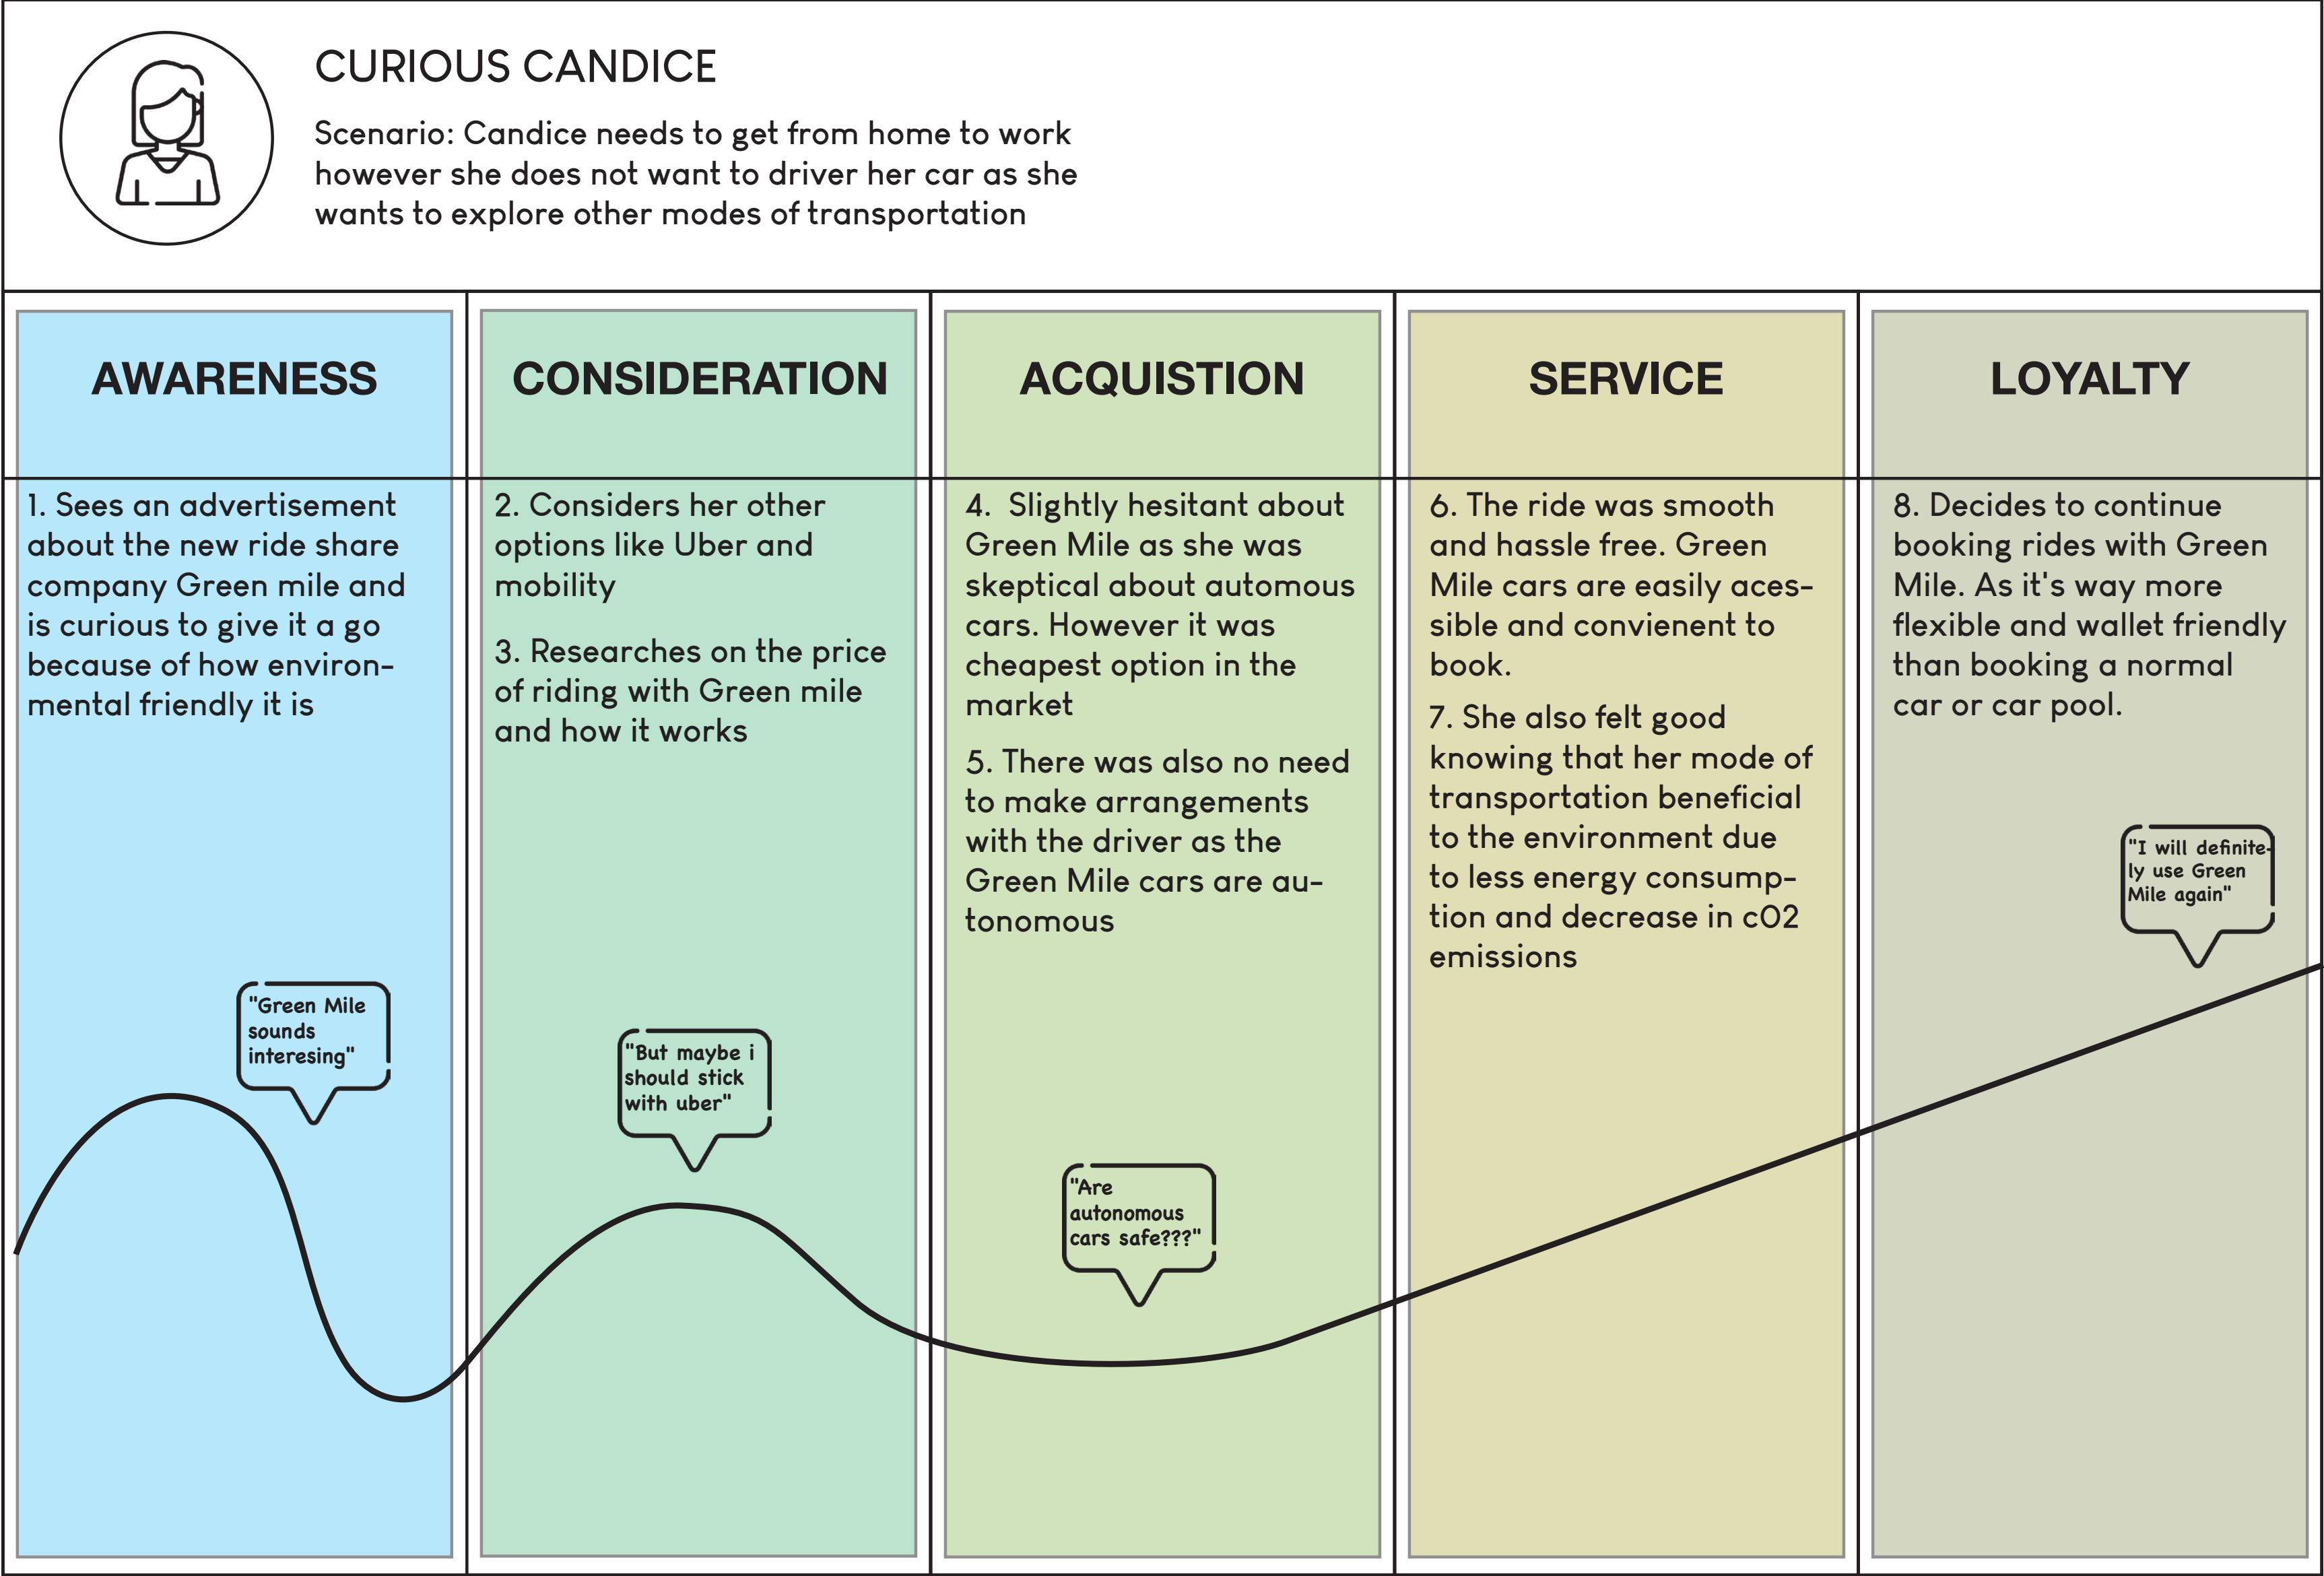 CURIOUS CANDICE
Scenario: Candice needs to get from home to work
however she does not want to driver her car as she
wants to explore other modes of transportation
AWARENESS
1. Sees an advertisement
about the new ride share
company Green mile and
is curious to give it a go
because of how environ-
mental friendly it is
"Green Mile
sounds
interesing"
CONSIDERATION
2. Considers her other
options like Uber and
mobility
3. Researches on the price
of riding with Green mile
and how it works
"But maybe i
should stick
with uber"
ACQUISTION
4. Slightly hesitant about
Green Mile as she was
skeptical about automous
cars. However it was
cheapest option in the
market
5. There was also no need
to make arrangements
with the driver as the
Green Mile cars are au-
tonomous
"Are
autonomous
cars safe???"
SERVICE
6. The ride was smooth
and hassle free. Green
Mile cars are easily aces-
sible and convienent to
book.
7. She also felt good
knowing that her mode of
transportation beneficial
to the environment due
to less energy consump-
tion and decrease in cO2
emissions
LOYALTY
8. Decides to continue
booking rides with Green
Mile. As it's way more
flexible and wallet friendly
than booking a normal
car or car pool.
"I will definite-
ly use Green
Mile again"